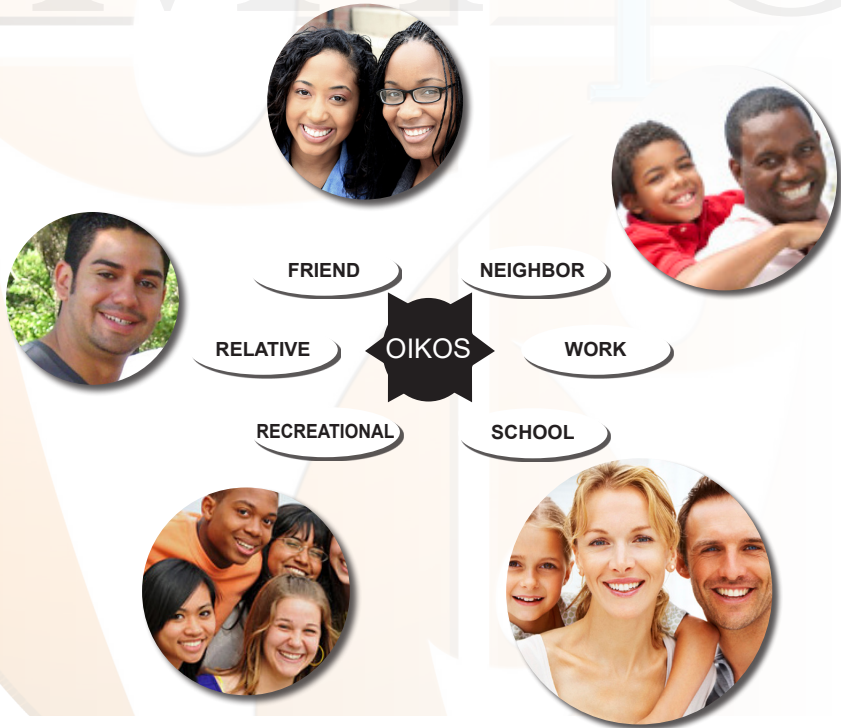 FRIEND
NEIGHBOR
RELATIVE
OIKOS
WORK
RECREATIONAL
SCHOOL